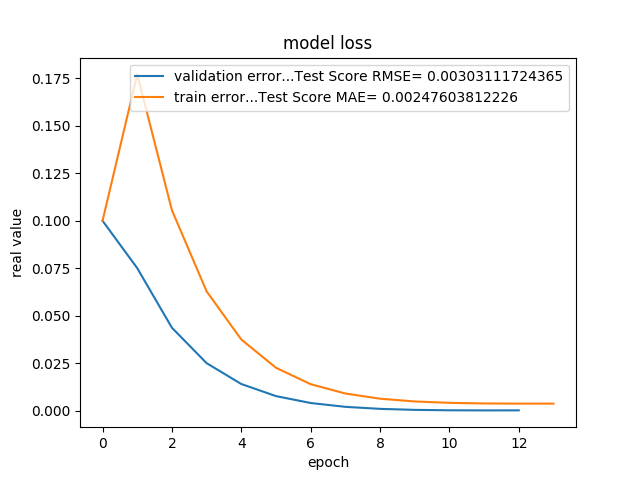 model loss
validation error...Test Score RMSE= 0.00303111724365
train error...Test Score MAE= 0.00247603812226
0.175
0.150
0.125
0.100
0.075
0.050
0.025
0.000
real value
0 2 4 6 8 10 12
epoch